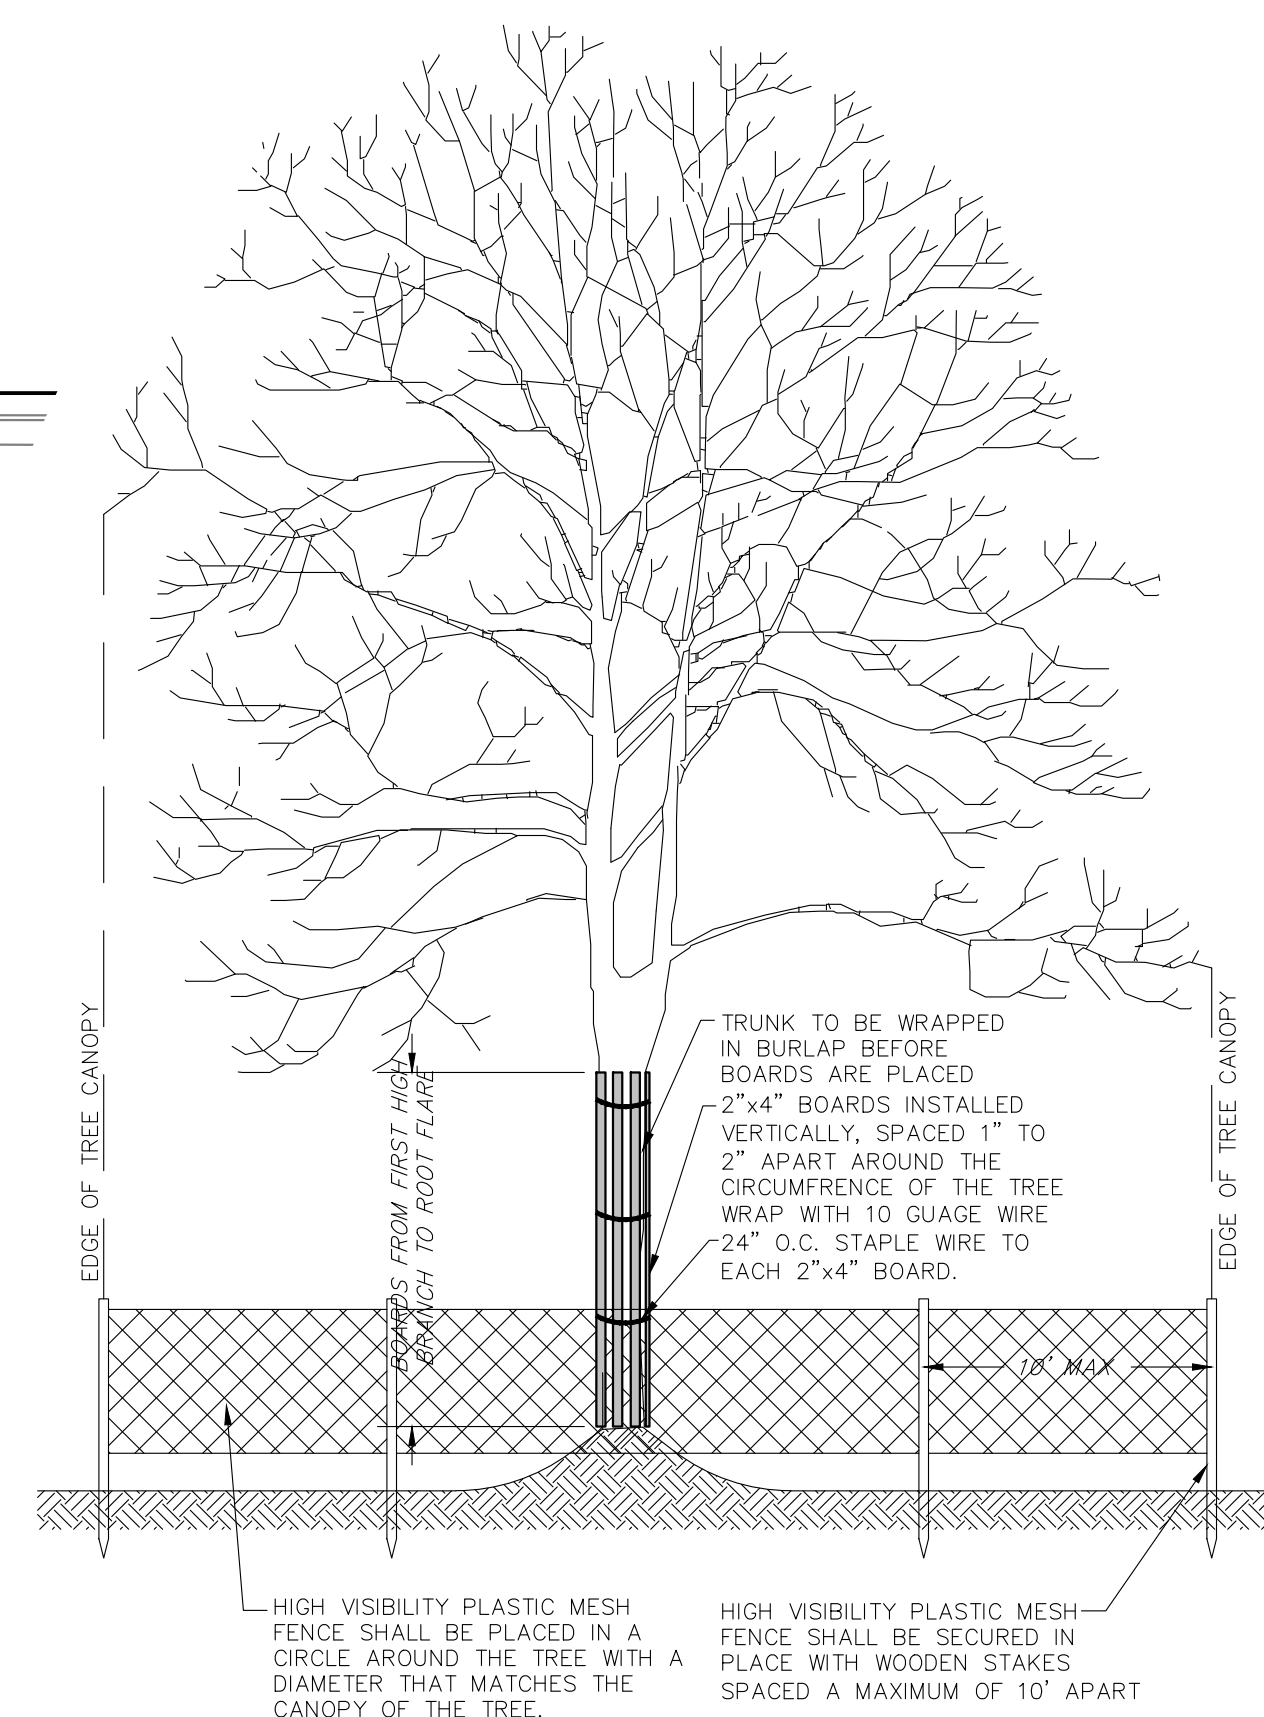 TRUNK TO BE WRAPPED
IN BURLAP BEFORE
BOARDS ARE PLACED
2"x4" BOARDS INSTALLED
VERTICALLY, SPACED 1" TO
2" APART AROUND THE
CIRCUMFRENCE OF THE TREE
WRAP WITH 10 GUAGE WIRE
24" O.C. STAPLE WIRE TO
EACH 2"x4" BOARD.
EDGE OF TREE CANOPY
BOARDS FROM FIRST HIGH
BRANCH TO ROOT FLARE
EDGE OF TREE CANOPY
10' MAX
HIGH VISIBILITY PLASTIC MESH
FENCE SHALL BE PLACED IN A
CIRCLE AROUND THE TREE WITH A
DIAMETER THAT MATCHES THE
CANOPY OF THE TREE.
HIGH VISIBILITY PLASTIC MESH
FENCE SHALL BE SECURED IN
PLACE WITH WOODEN STAKES
SPACED A MAXIMUM OF 10' APART